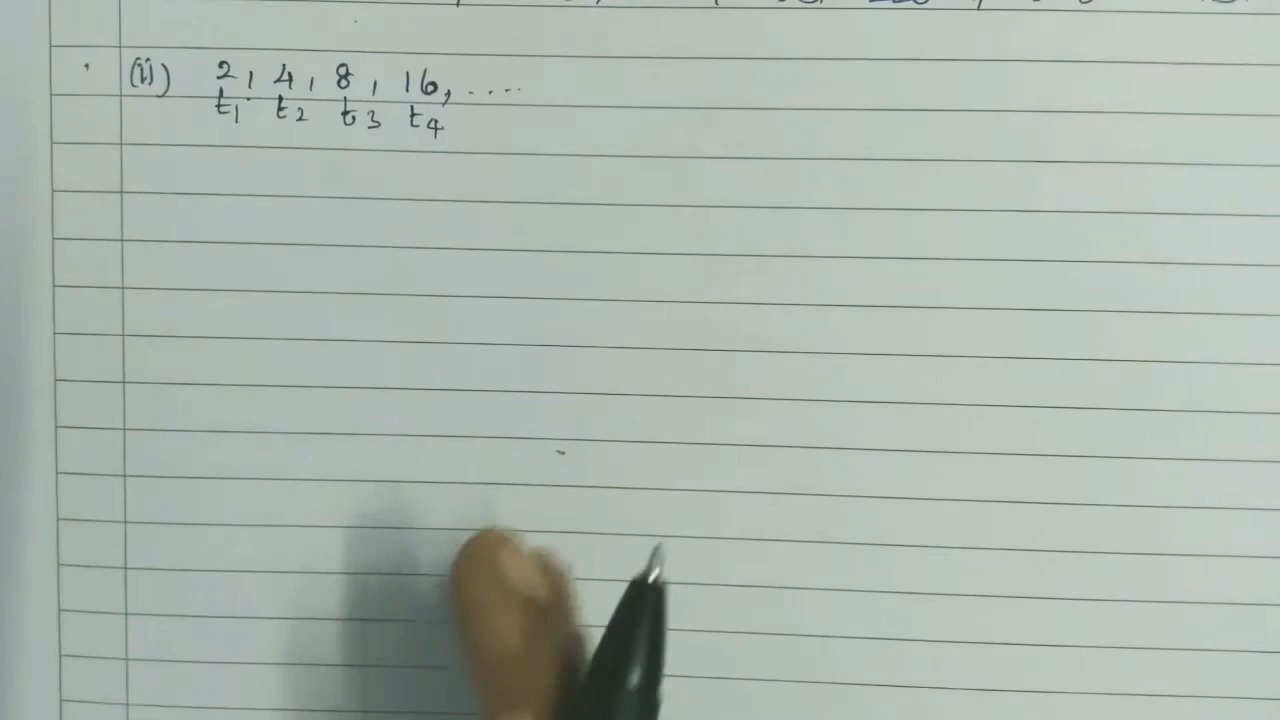 (ii) 2, 4, 8, 16, ....
t1 t2 t3 t4